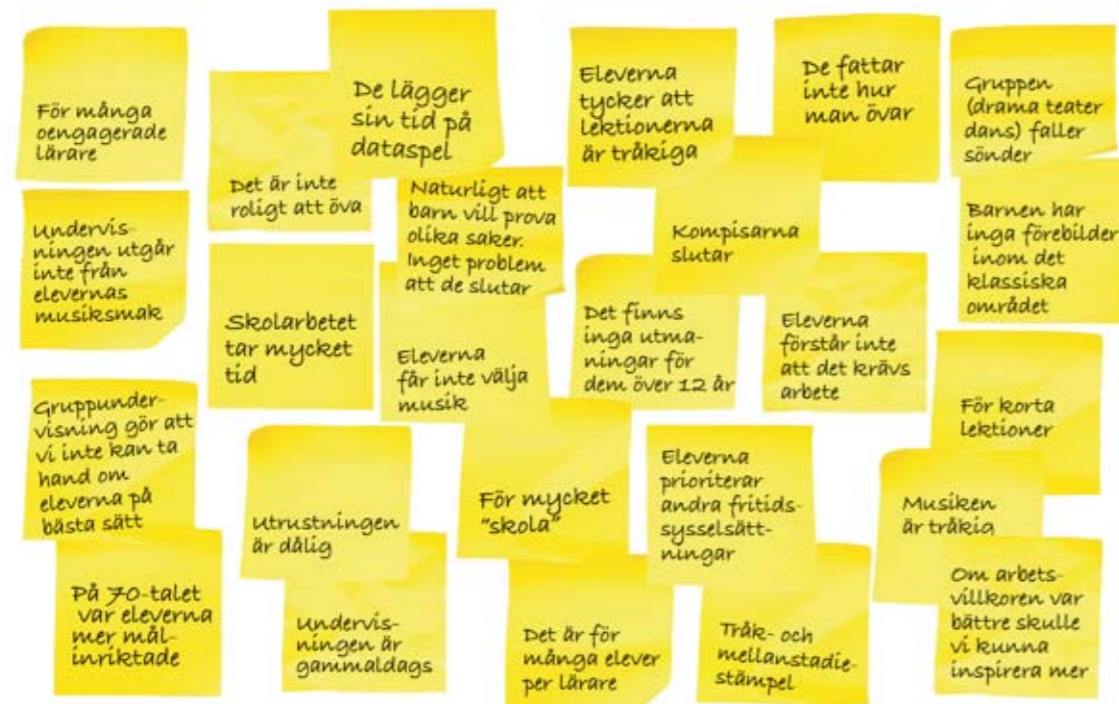 För många
oengagerade
lärare
Det är inte
roligt att öva
De lägger
sin tid på
dataspel
Eleverna
tycker att
lektionerna
är tråkiga
De fattar
inte hur
man övar
Gruppen
(drama teater
dans) faller
sönder
Undervis-
ningen utgår
inte från
elevernas
musiksmak
Naturligt att
barn vill prova
olika saker.
Inget problem
att de slutar
Kompisarna
slutar
Barnen har
inga förebilder
inom det
klassiska
området
Skolarbetet
tar mycket
tid
Eleverna
får inte välja
musik
Det finns
inga utma-
ningar för
dem över 12 år
Eleverna
förstår inte
att det krävs
arbete
För korta
lektioner
Gruppunder-
visning gör att
vi inte kan ta
hand om
eleverna på
bästa sätt
Utrustningen
är dålig
För mycket
"skola"
Eleverna
prioriterar
andra fritids-
sysselsätt-
ningar
Musiken
är tråkig
På 70-talet
var eleverna
mer mål-
inriktade
Undervis-
ningen är
gammaldags
Det är för
många elever
per lärare
Tråk- och
mellanstadie-
stämpel
Om arbets-
villkoren var
bättre skulle
vi kunna
inspirera mer